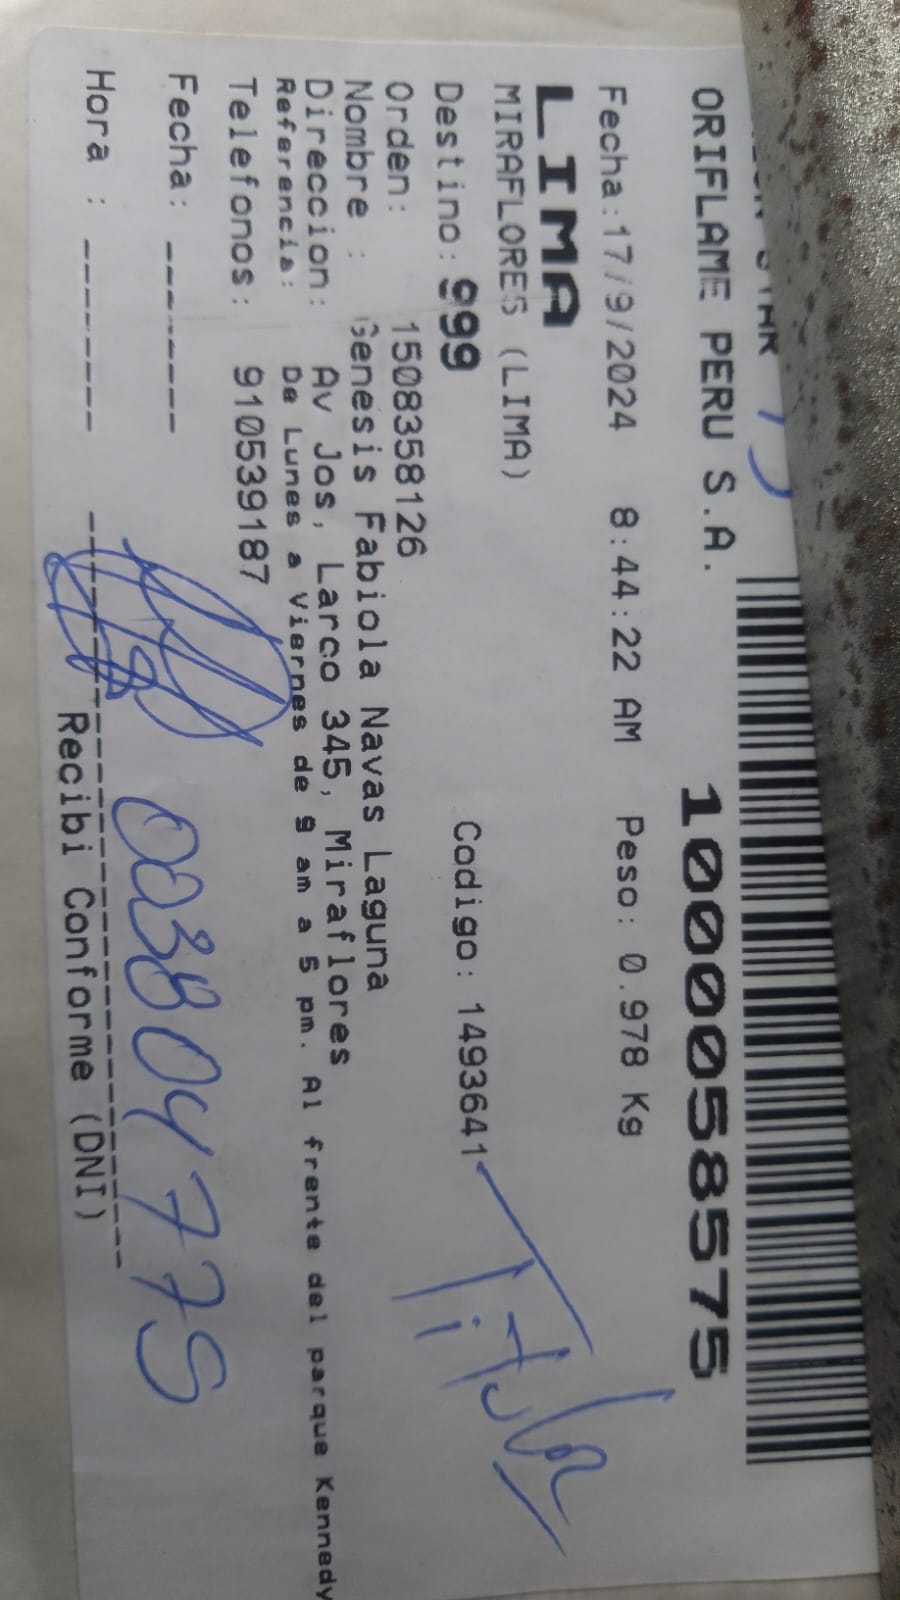 ORIFLAME PERU S.A. 1000058575
Fecha:17/9/2024 8:44:22 AM Peso: 0.978 Kg
LIMA
MIRAFLORES (LIMA)
Destino: 999 Codigo: 1493641
Titular
Orden: 1508358126
Nombre : Genesis Fabiola Navas Laguna
Direccion: Av Jos, Larco 345, Miraflores
Referencia: De Lunes a Viernes de 9 am a 5 pm. Al frente del parque Kennedy
Telefonos: 910539187
Fecha: _______
003804775
Hora : _______
Recibi Conforme (DNI)